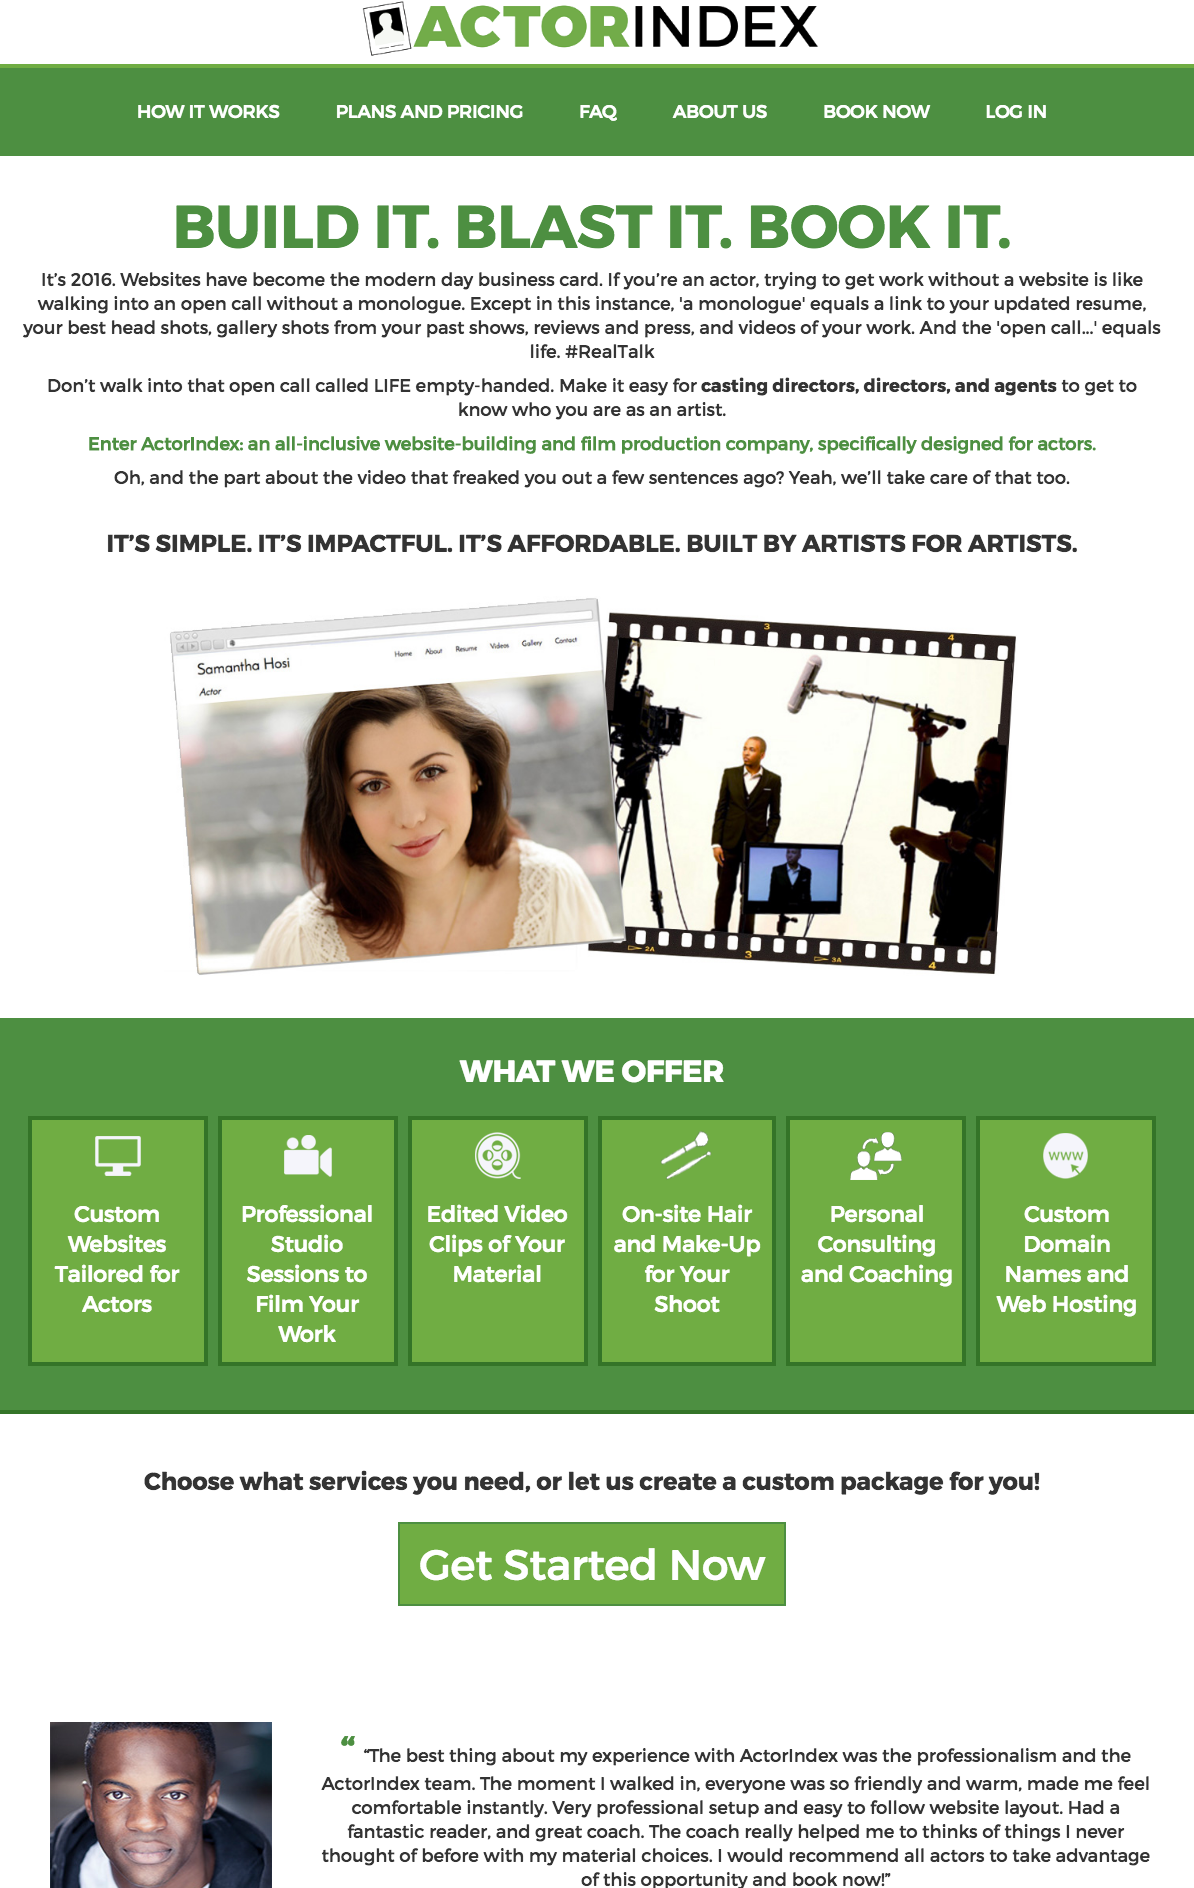 ACTORINDEX
HOW IT WORKS PLANS AND PRICING FAQ ABOUT US BOOK NOW LOG IN
BUILD IT. BLAST IT. BOOK IT.
It’s 2016. Websites have become the modern day business card. If you’re an actor, trying to get work without a website is like
walking into an open call without a monologue. Except in this instance, 'a monologue' equals a link to your updated resume,
your best head shots, gallery shots from your past shows, reviews and press, and videos of your work. And the 'open call...' equals
life. #RealTalk
Don’t walk into that open call called LIFE empty-handed. Make it easy for casting directors, directors, and agents to get to
know who you are as an artist.
Enter ActorIndex: an all-inclusive website-building and film production company, specifically designed for actors.
Oh, and the part about the video that freaked you out a few sentences ago? Yeah, we’ll take care of that too.
IT’S SIMPLE. IT’S IMPACTFUL. IT’S AFFORDABLE. BUILT BY ARTISTS FOR ARTISTS.
Samantha Hosi
Actor
Home About Resume Videos Gallery Contact
3 4
2A 3 3A 4
WHAT WE OFFER
Custom
Websites
Tailored for
Actors
Professional
Studio
Sessions to
Film Your
Work
Edited Video
Clips of Your
Material
On-site Hair
and Make-Up
for Your
Shoot
Personal
Consulting
and Coaching
WWW
Custom
Domain
Names and
Web Hosting
Choose what services you need, or let us create a custom package for you!
Get Started Now
“ “The best thing about my experience with ActorIndex was the professionalism and the
ActorIndex team. The moment I walked in, everyone was so friendly and warm, made me feel
comfortable instantly. Very professional setup and easy to follow website layout. Had a
fantastic reader, and great coach. The coach really helped me to thinks of things I never
thought of before with my material choices. I would recommend all actors to take advantage
of this opportunity and book now!”